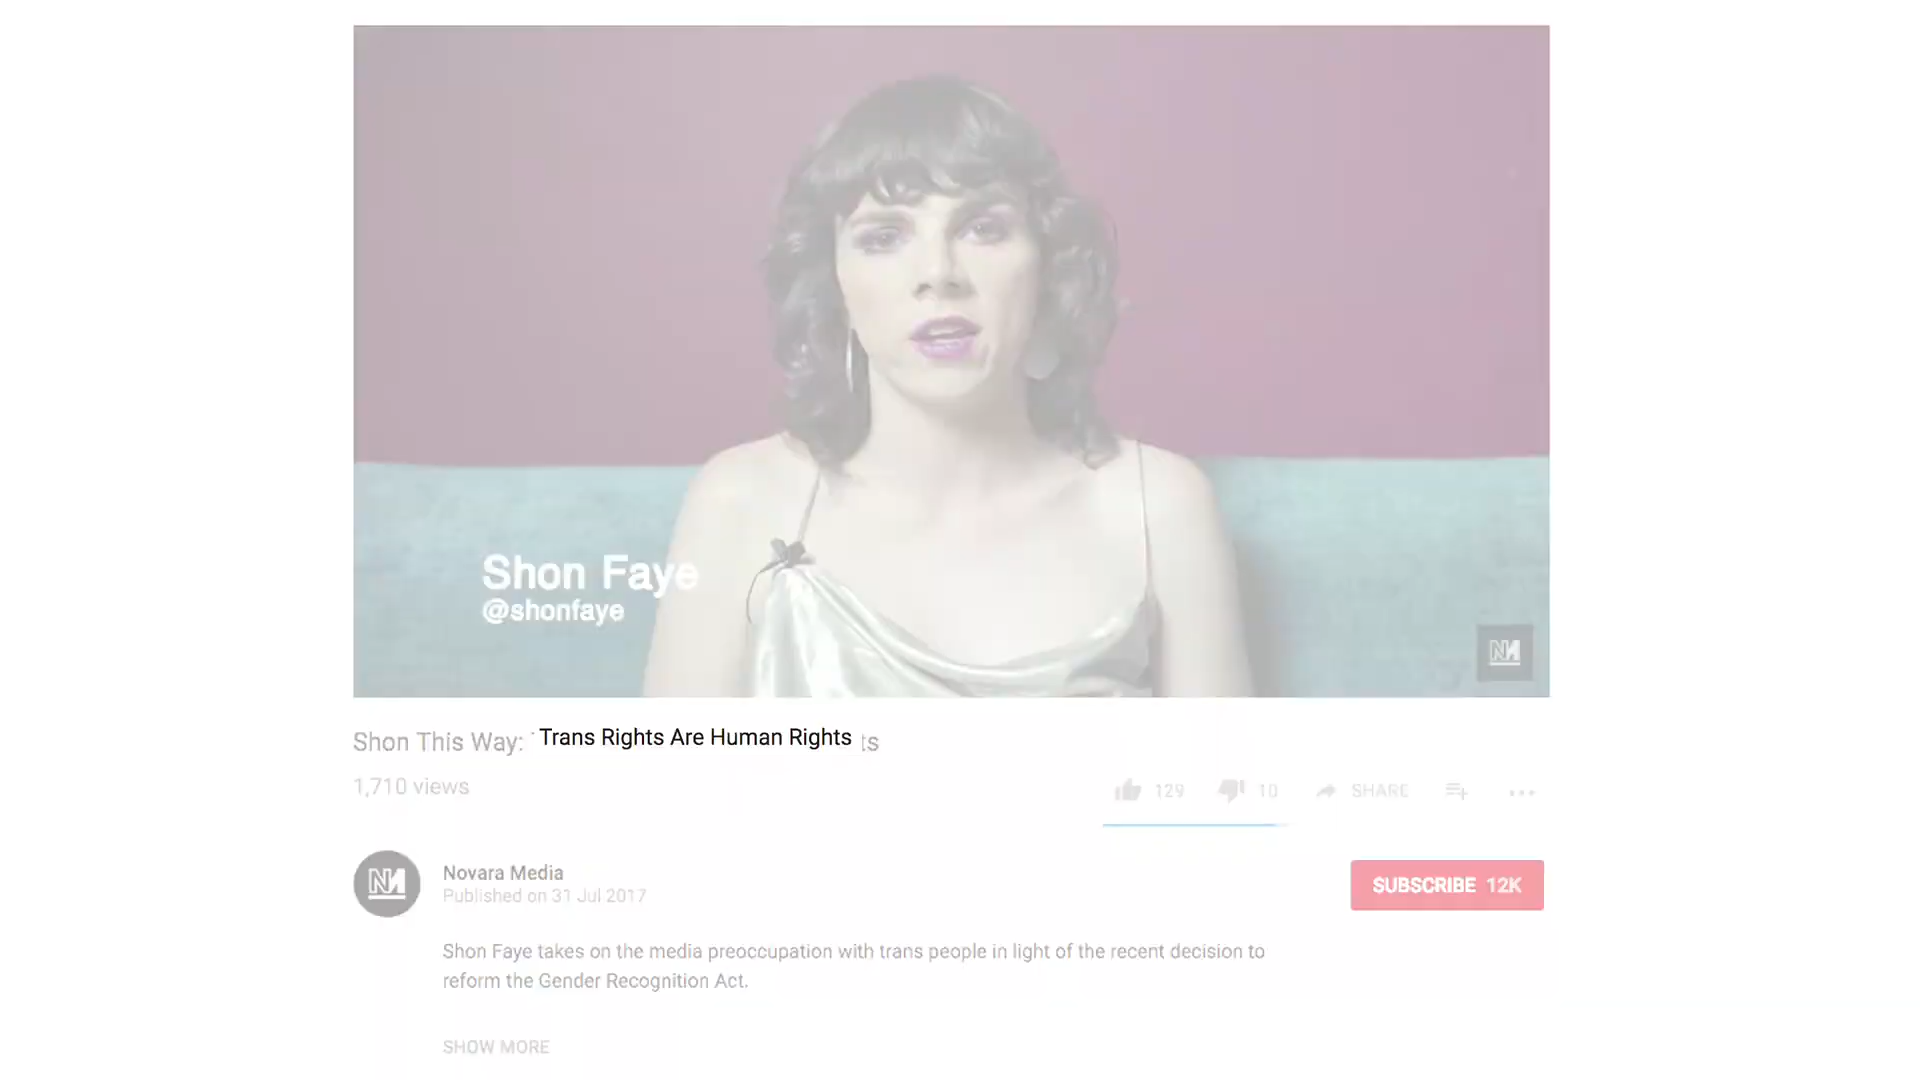 Shon Faye
@shonfaye
NM
Shon This Way: Trans Rights Are Human Rights ts
1,710 views
129 10 SHARE
NM
Novara Media
Published on 31 Jul 2017
SUBSCRIBE 12K
Shon Faye takes on the media preoccupation with trans people in light of the recent decision to
reform the Gender Recognition Act.
SHOW MORE